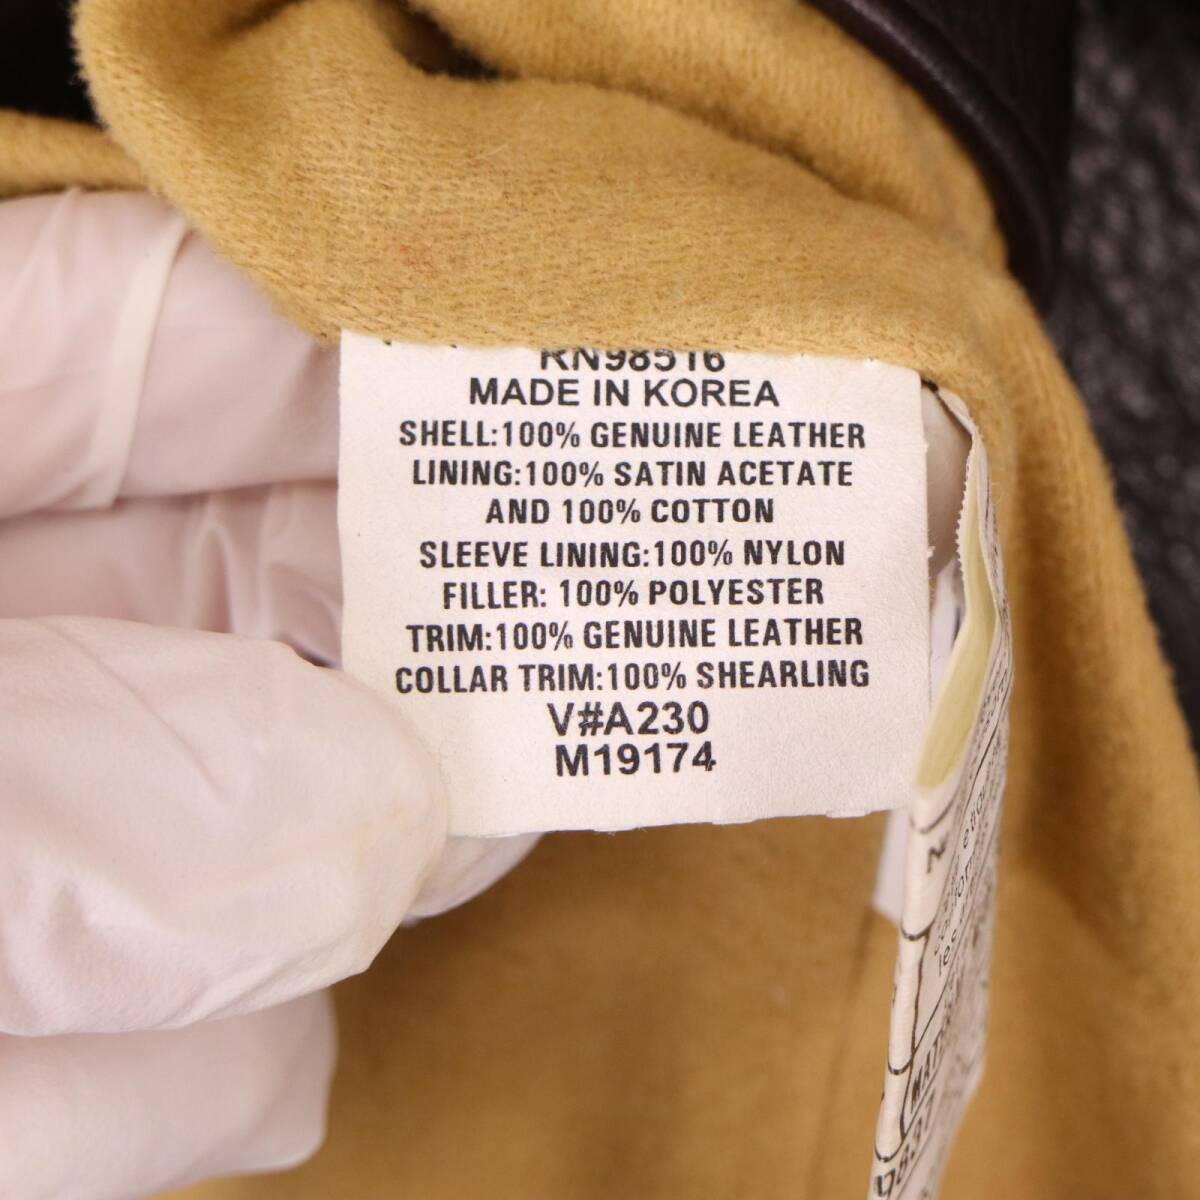 RN98516
MADE IN KOREA
SHELL:100% GENUINE LEATHER
LINING:100% SATIN ACETATE
AND 100% COTTON
SLEEVE LINING:100% NYLON
FILLER: 100% POLYESTER
TRIM:100% GENUINE LEATHER
COLLAR TRIM:100% SHEARLING
V#A230
M19174